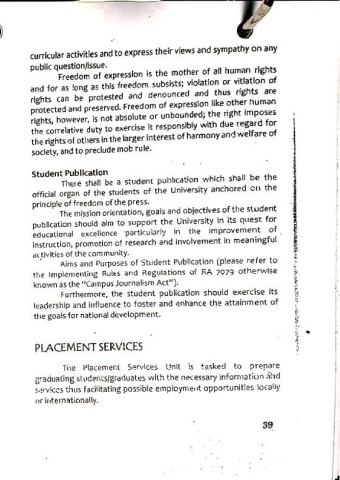 curricular activities and to express their views and sympathy on any
public question/issue.
Freedom of expression is the mother of all human rights
and for as long as this freedom subsists; violation or vitiation of
rights can be protested and denounced and thus rights are
protected and preserved. Freedom of expression like other human
rights, however, is not absolute or unbounded; the right imposes
the correlative duty to exercise it responsibly with due regard for
the rights of others in the larger interest of harmony and welfare of
society, and to preclude mob rule.
Student Publication
There shall be a student publication which shall be the
official organ of the students of the University anchored on the
principle of freedom of the press.
The mission orientation, goals and objectives of the student
publication should aim to support the University in its quest for
educational excellence particularly in the improvement of
instruction, promotion of research and involvement in meaningful
activities of the community.
Aims and Purposes of Student Publication (please refer to
the Implementing Rules and Regulations of RA 7079 otherwise
known as the "Campus Journalism Act").
Furthermore, the student publication should exercise its
leadership and influence to foster and enhance the attainment of
the goals for national development.
PLACEMENT SERVICES
The Placement Services Unit is tasked to prepare
graduating students/graduates with the necessary information and
services thus facilitating possible employment opportunities locally
or internationally.
39